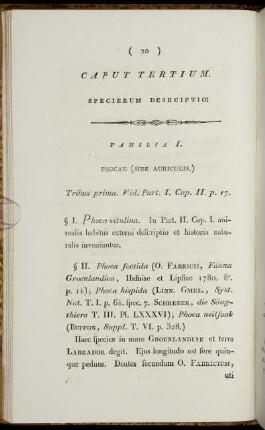 ( 20 )
CAPUT TERTIUM.
SPECIERUM DESCRIPTIO:
FAMILIA I.
PHOCAE (SINE AURICULIS.)
Tribus prima. Vid. Part. I. Cap. II. p. 17.
§ I. Phoca vitulina. In Part. II. Cap. I. ani-
malis habitus externi descriptio et historia natu-
ralis inveniuntur.
§ II. Phoca foetida (O. FABRICII, Fauna
Groenlandica, Hafniae et Lipsiae 1780. 8°.
p. 14); Phoca hispida (LINN. GMEL., Syst.
Nat. T. I. p. 64. spec. 7. SCHREBER, die Säug-
thiere T. III. Pl. LXXXVI); Phoca neitsoak
(BUFFON, Suppl. T. VI. p. 328.)
Haec species in mare GROENLANDIAE et terra
LABRADOR degit. Ejus longitudo est fere quin-
que pedum. Dentes secundum O. FABRICIUM,
uti